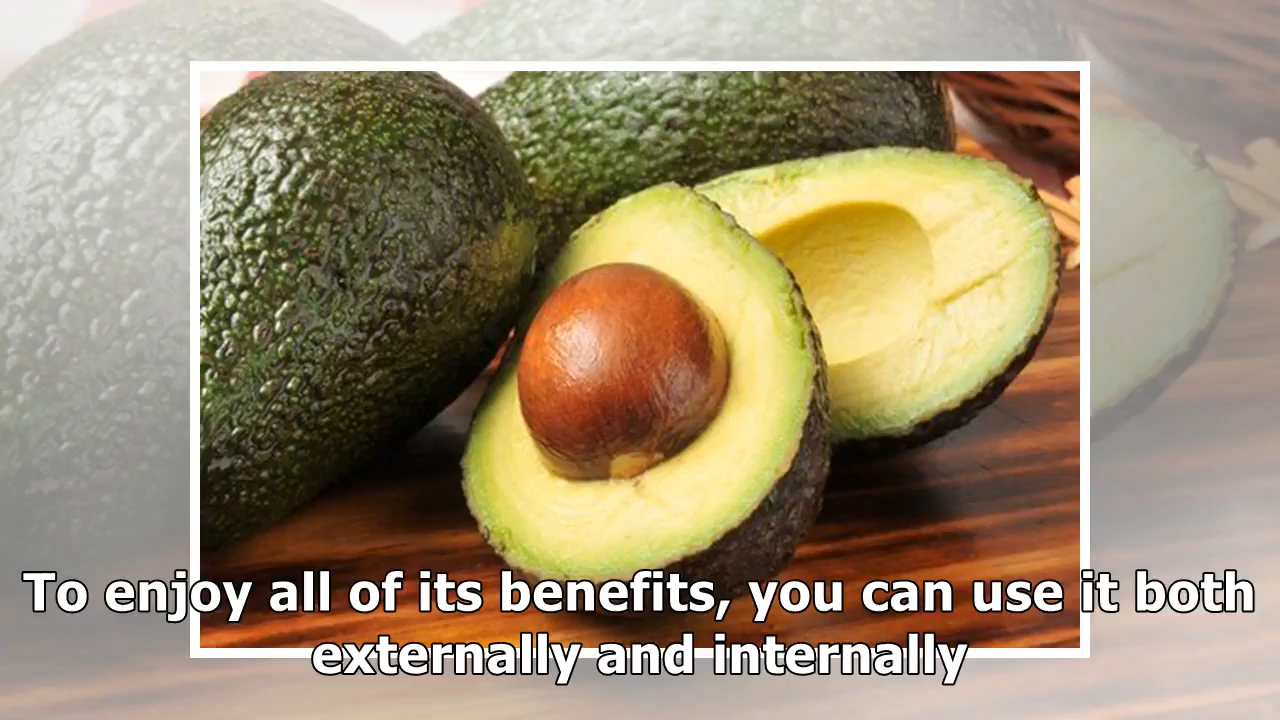 To enjoy all of its benefits, you can use it both
externally and internally